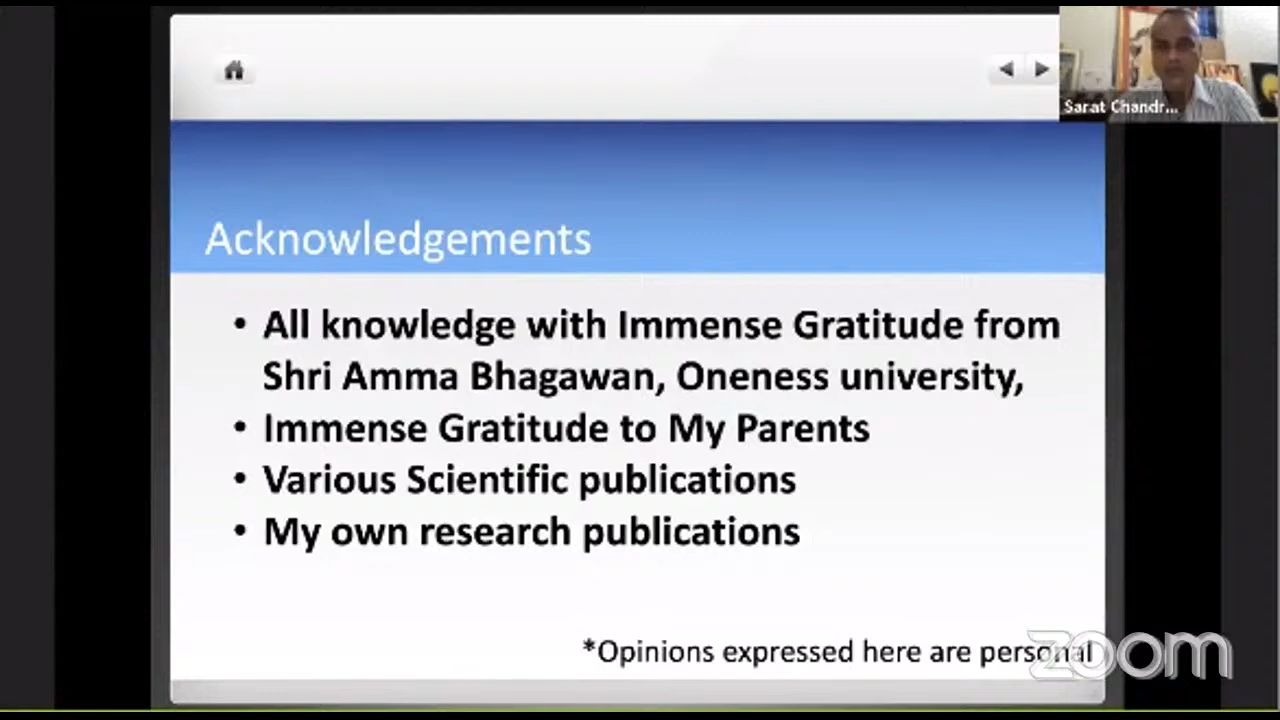 Sarat Chandr...
Acknowledgements
• All knowledge with Immense Gratitude from
Shri Amma Bhagawan, Oneness university,
• Immense Gratitude to My Parents
• Various Scientific publications
• My own research publications
*Opinions expressed here are personal
zoom